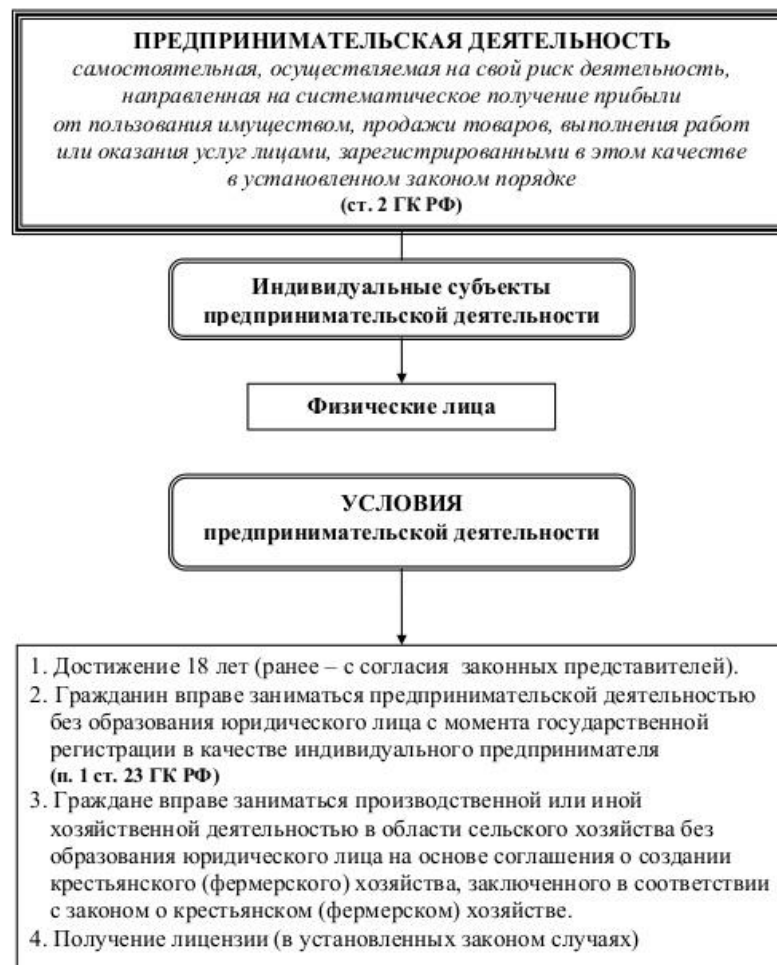 ПРЕДПРИНИМАТЕЛЬСКАЯ ДЕЯТЕЛЬНОСТЬ
самостоятельная, осуществляемая на свой риск деятельность,
направленная на систематическое получение прибыли
от пользования имуществом, продажи товаров, выполнения работ
или оказания услуг лицами, зарегистрированными в этом качестве
в установленном законом порядке
(ст. 2 ГК РФ)
Индивидуальные субъекты
предпринимательской деятельности
Физические лица
УСЛОВИЯ
предпринимательской деятельности
1. Достижение 18 лет (ранее – с согласия законных представителей).
2. Гражданин вправе заниматься предпринимательской деятельностью
без образования юридического лица с момента государственной
регистрации в качестве индивидуального предпринимателя
(п. 1 ст. 23 ГК РФ)
3. Граждане вправе заниматься производственной или иной
хозяйственной деятельностью в области сельского хозяйства без
образования юридического лица на основе соглашения о создании
крестьянского (фермерского) хозяйства, заключенного в соответствии
с законом о крестьянском (фермерском) хозяйстве.
4. Получение лицензии (в установленных законом случаях)